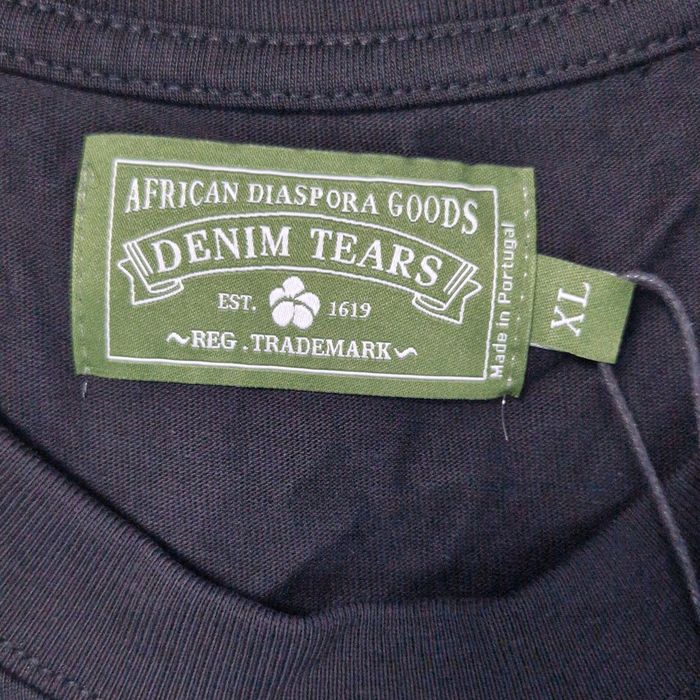 AFRICAN DIASPORA GOODS
DENIM TEARS
EST. 1619
~REG.TRADEMARK~
Made in Portugal
XL